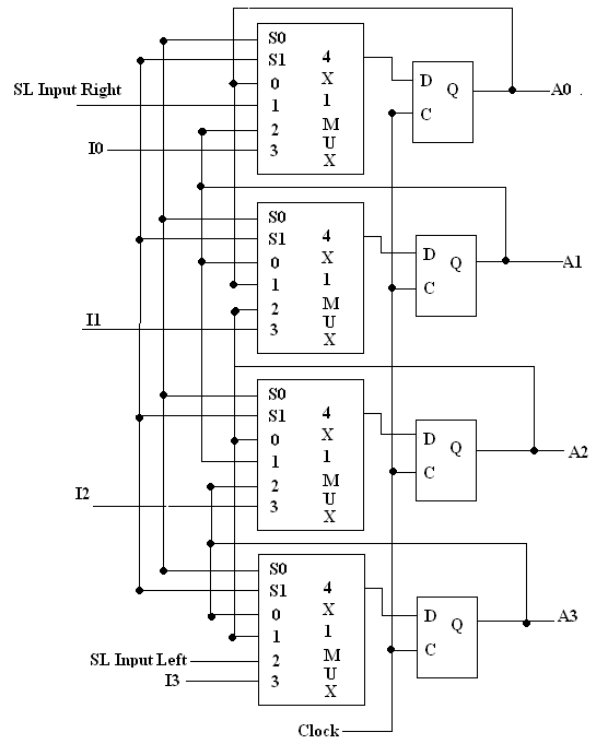 S0
S1 4
SL Input Right 0 X D Q A0 .
1 1 C
2 M
I0 3 U
X
S0
S1 4
0 X D Q A1
1 1 C
2 M
I1 3 U
X
S0
S1 4
0 X D Q A2
1 1 C
2 M
I2 3 U
X
S0
S1 4
0 X D Q A3
1 1 C
SL Input Left 2 M
I3 3 U
X
Clock